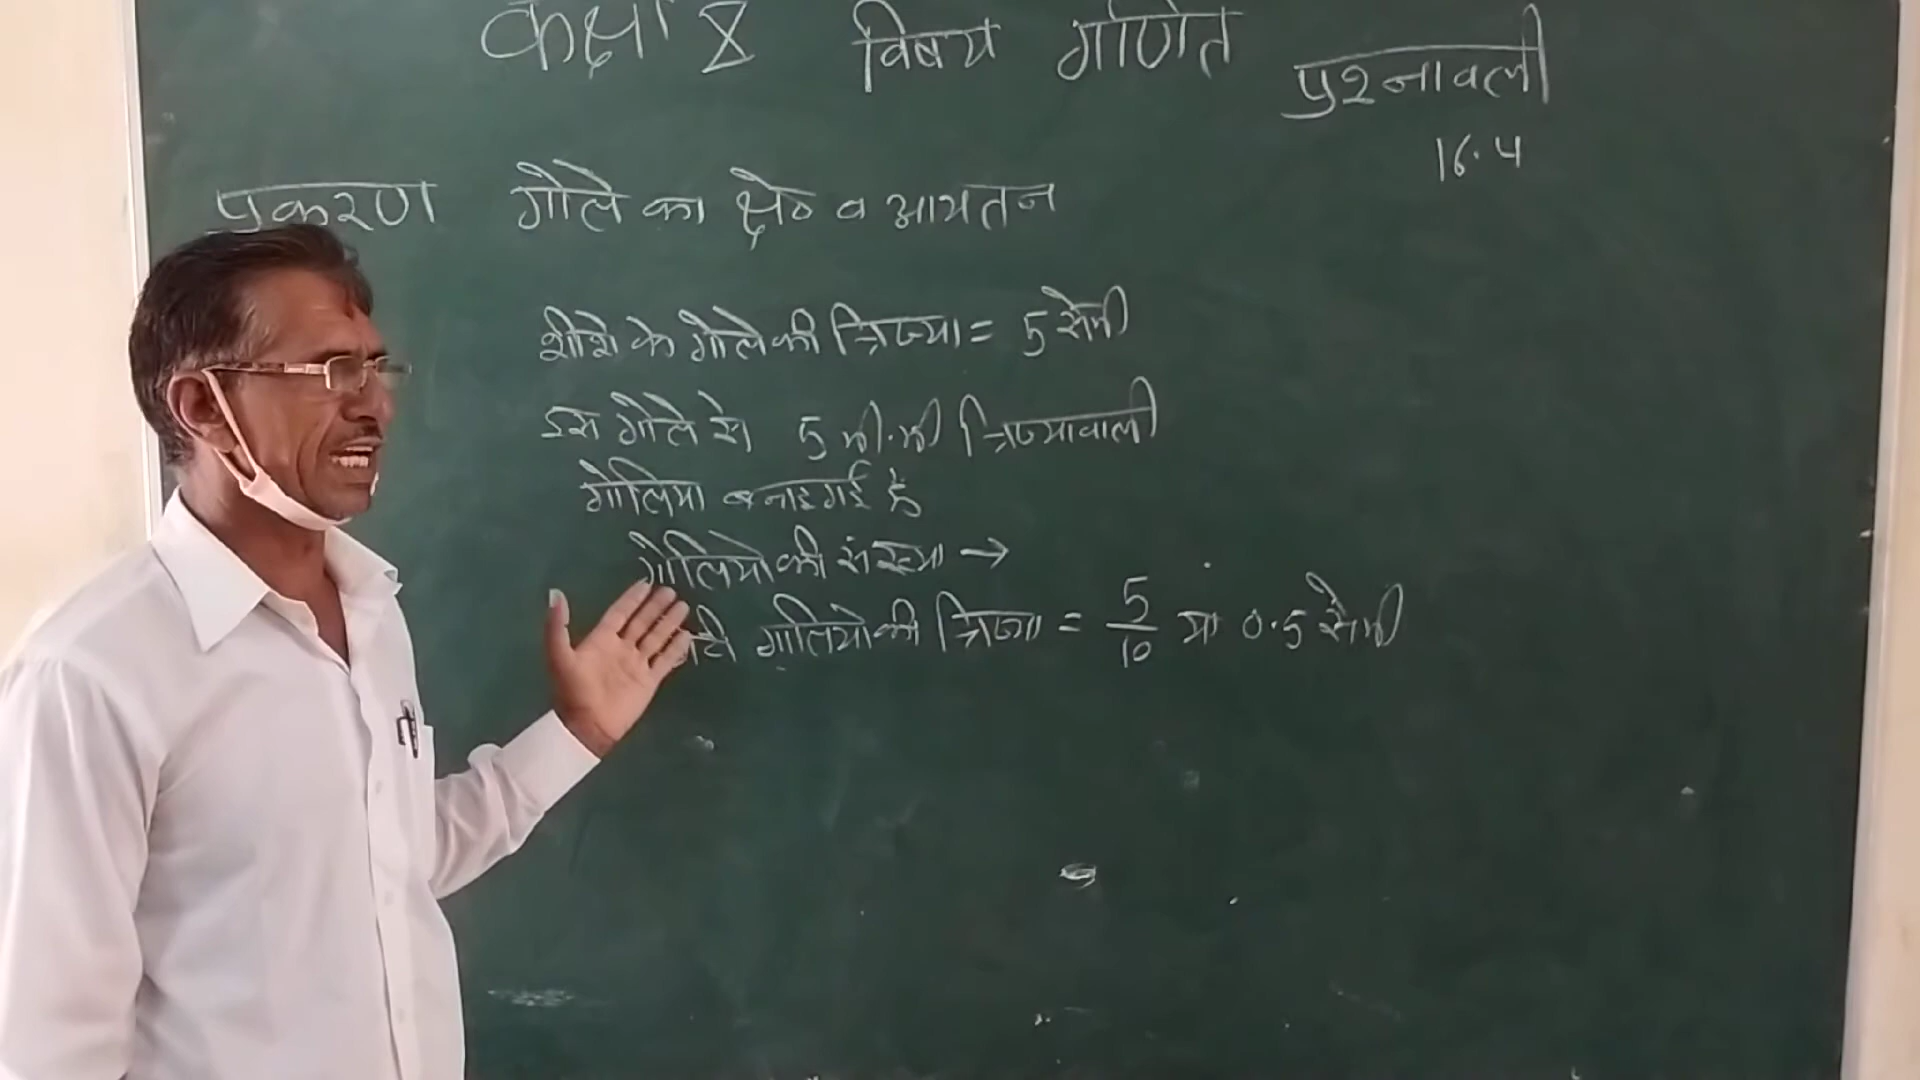 कक्षा 8 विषय गणित
प्रश्नावली
16.4
प्रकरण गोले का क्षेत्र व आयतन
शीशे के गोले की त्रिज्या = 5 सेमी
इस गोले से 5 मी.मी त्रिज्यावाली
गोलिया बनाइ गई है
गोलियो की संख्या →
गोलियो की त्रिज्या = 5/10 या 0.5 सेमी